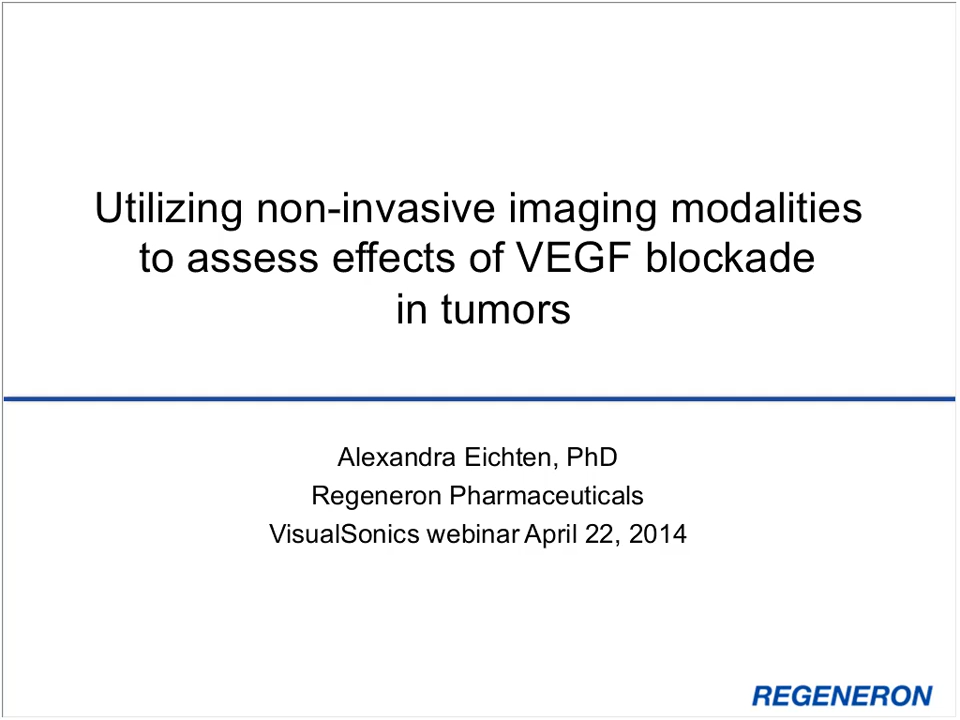 Utilizing non-invasive imaging modalities
to assess effects of VEGF blockade
in tumors
Alexandra Eichten, PhD
Regeneron Pharmaceuticals
VisualSonics webinar April 22, 2014
REGENERON